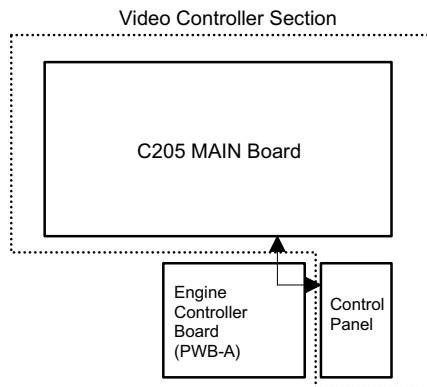 Video Controller Section
C205 MAIN Board
Engine
Controller
Board
(PWB-A)
Control
Panel